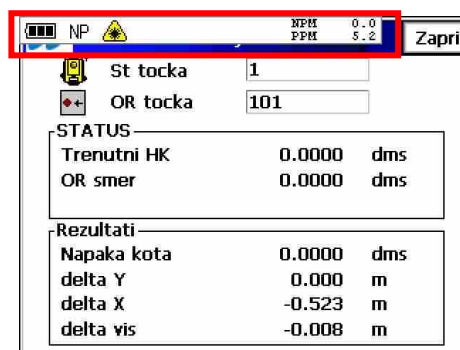 NP NPM 0.0
PPM 5.2
Zapri
St tocka 1
OR tocka 101
STATUS
Trenutni HK 0.0000 dms
OR smer 0.0000 dms
Rezultati
Napaka kota 0.0000 dms
delta Y 0.000 m
delta X -0.523 m
delta vis -0.008 m